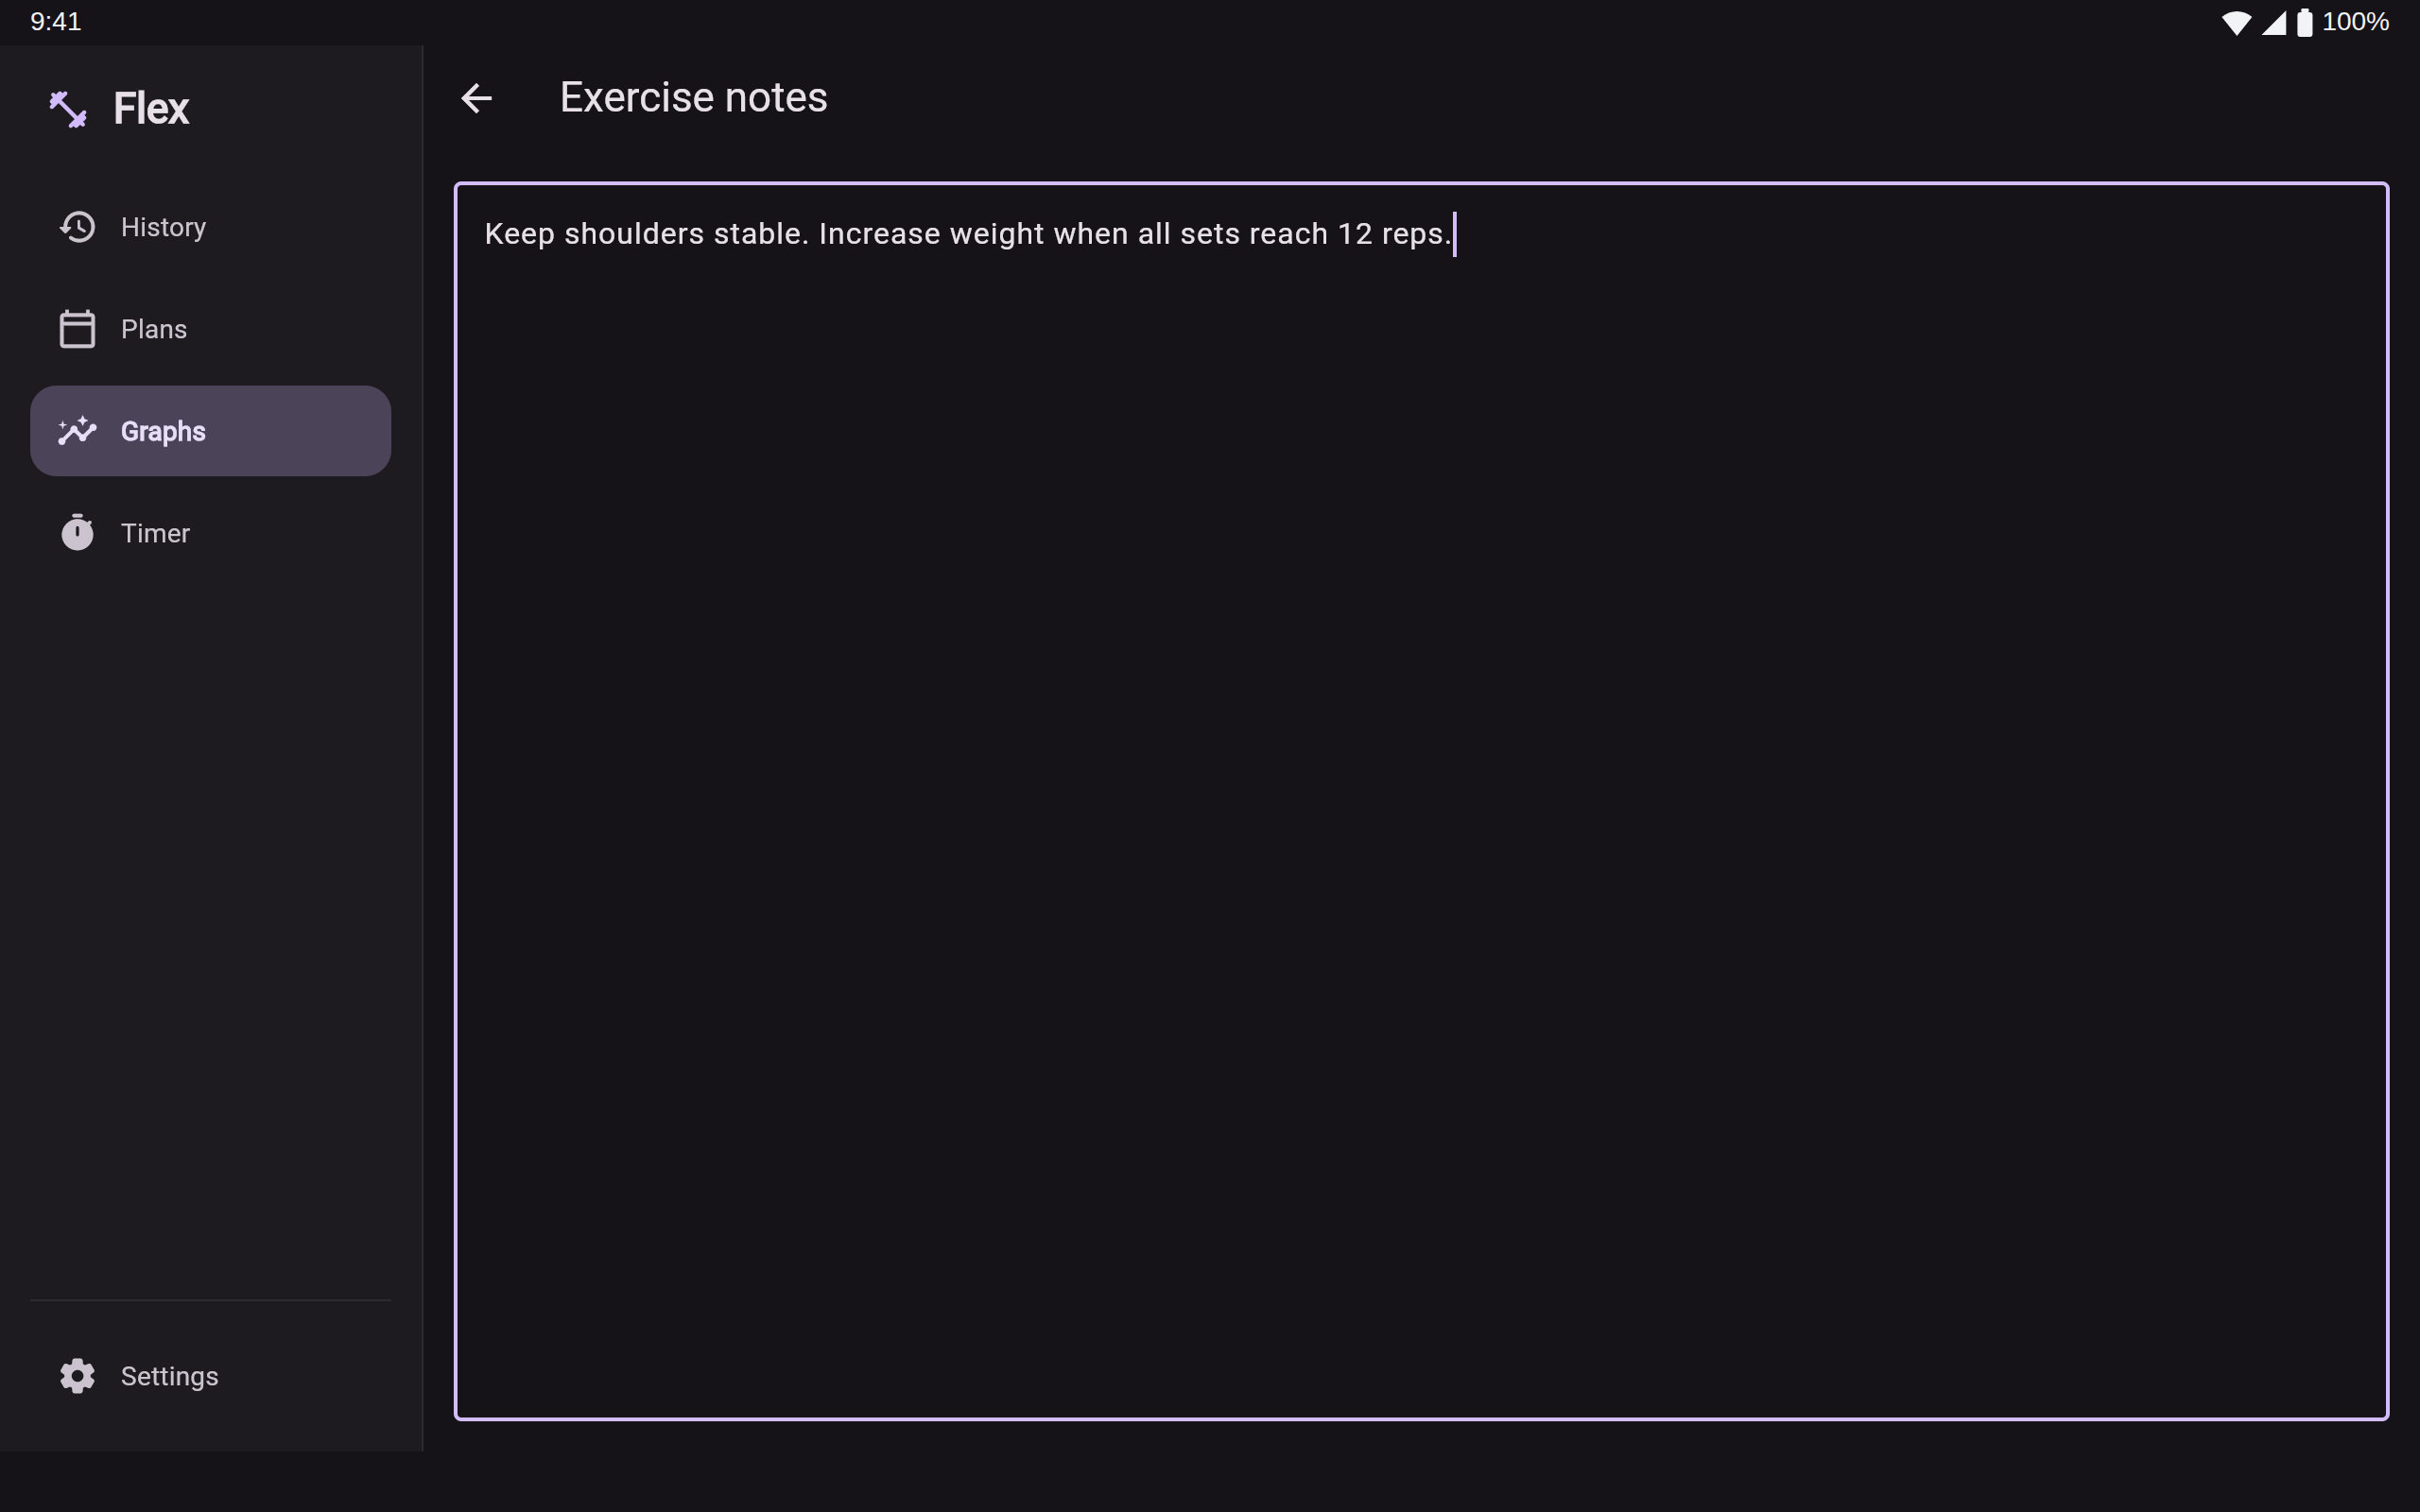 9:41
100%
Flex
Exercise notes
History
Keep shoulders stable. Increase weight when all sets reach 12 reps.
Plans
Graphs
Timer
Settings